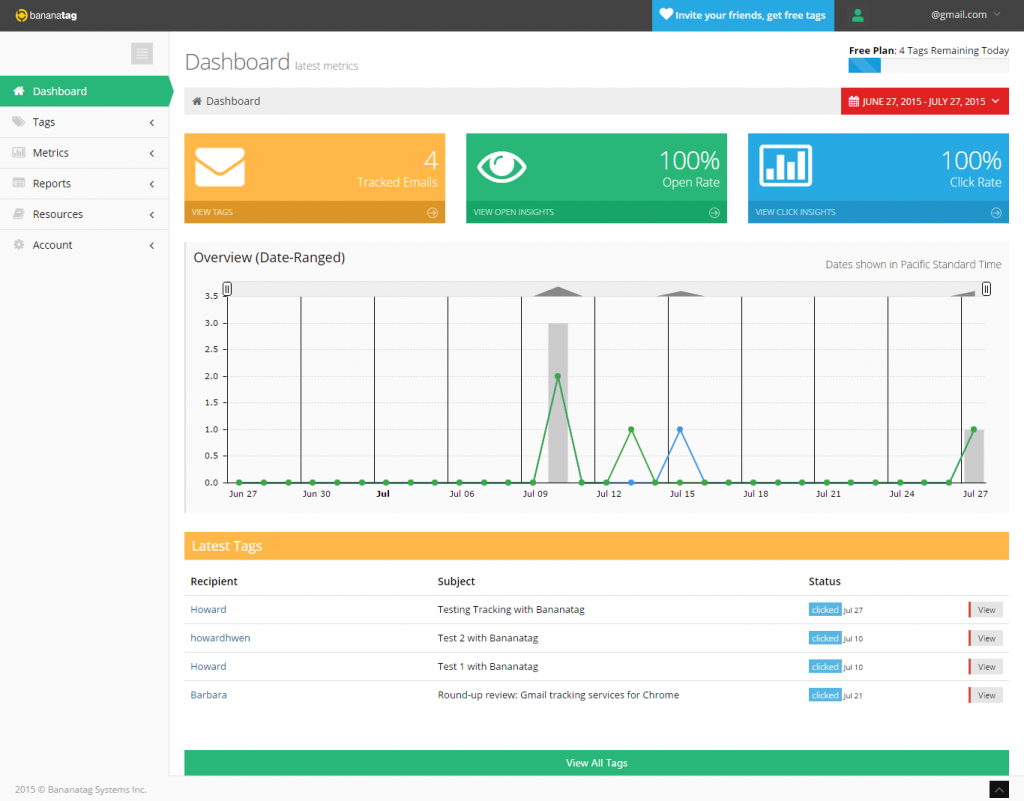 bananatag
Invite your friends, get free tags
@gmail.com
Dashboard latest metrics
Free Plan: 4 Tags Remaining Today
Dashboard
Tags
Metrics
Reports
Resources
Account
Dashboard
JUNE 27, 2015 - JULY 27, 2015
4
Tracked Emails
VIEW TAGS
100%
Open Rate
VIEW OPEN INSIGHTS
100%
Click Rate
VIEW CLICK INSIGHTS
Overview (Date-Ranged)
Dates shown in Pacific Standard Time
3.5
3.0
2.5
2.0
1.5
1.0
0.5
0.0
Jun 27 Jun 30 Jul Jul 06 Jul 09 Jul 12 Jul 15 Jul 18 Jul 21 Jul 24 Jul 27
Latest Tags
Recipient Subject Status
Howard Testing Tracking with Bananatag clicked Jul 27 View
howardhwen Test 2 with Bananatag clicked Jul 10 View
Howard Test 1 with Bananatag clicked Jul 10 View
Barbara Round-up review: Gmail tracking services for Chrome clicked Jul 21 View
View All Tags
2015 © Bananatag Systems Inc.